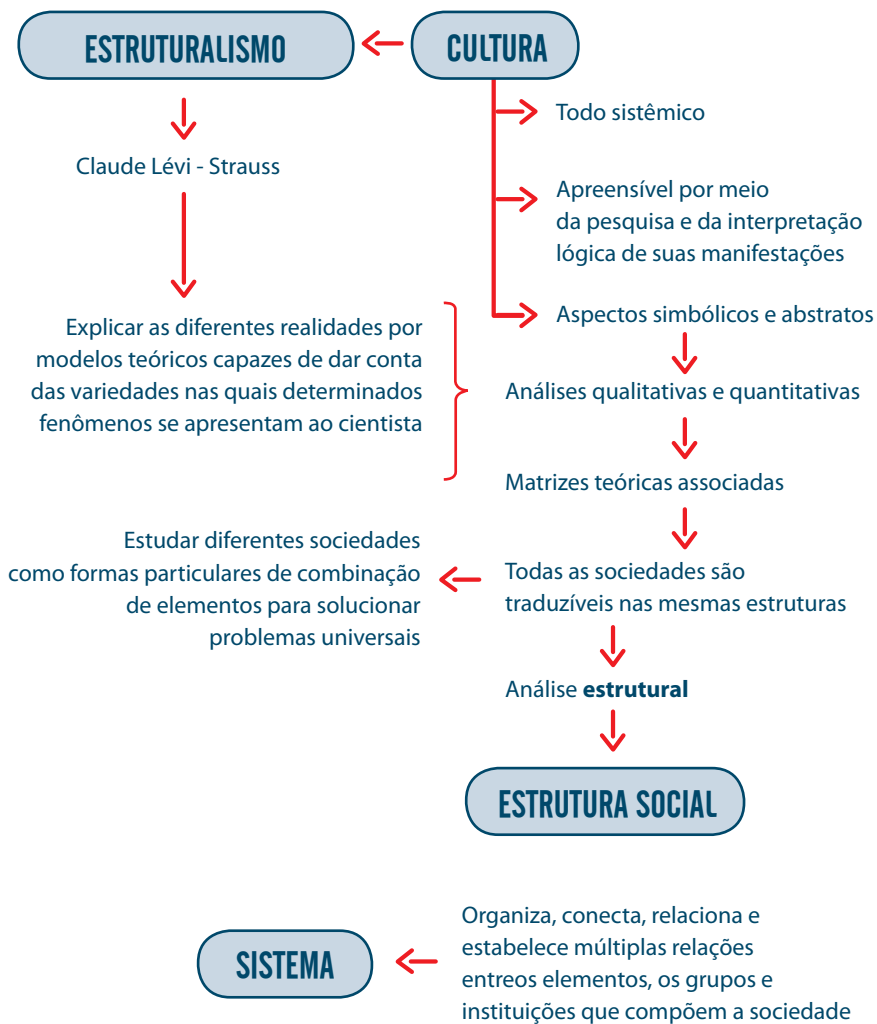 ESTRUTURALISMO
CULTURA
Todo sistêmico
Claude Lévi - Strauss
Apreensível por meio
da pesquisa e da interpretação
lógica de suas manifestações
Aspectos simbólicos e abstratos
Explicar as diferentes realidades por
modelos teóricos capazes de dar conta
das variedades nas quais determinados
fenômenos se apresentam ao cientista
Análises qualitativas e quantitativas
Matrizes teóricas associadas
Estudar diferentes sociedades
como formas particulares de combinação
de elementos para solucionar
problemas universais
Todas as sociedades são
traduzíveis nas mesmas estruturas
Análise estrutural
ESTRUTURA SOCIAL
SISTEMA
Organiza, conecta, relaciona e
estabelece múltiplas relações
entreos elementos, os grupos e
instituições que compõem a sociedade